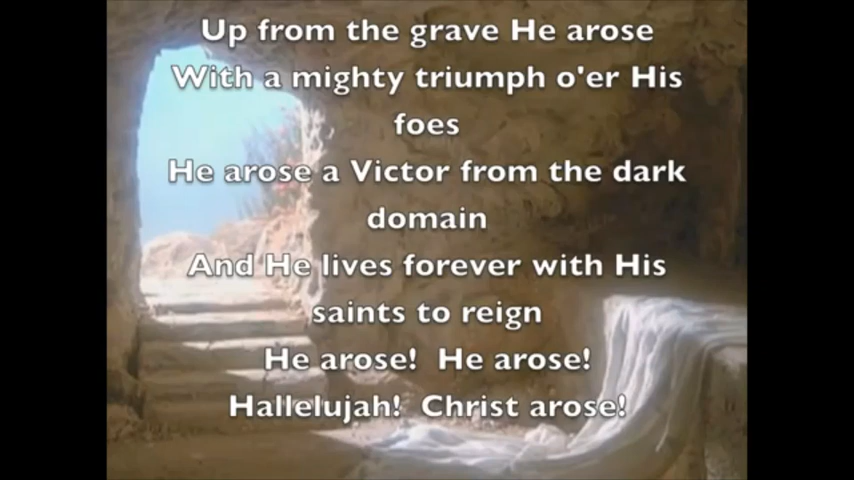 Up from the grave He arose
With a mighty triumph o'er His
foes
He arose a Victor from the dark
domain
And He lives forever with His
saints to reign
He arose!  He arose!
Hallelujah!  Christ arose!